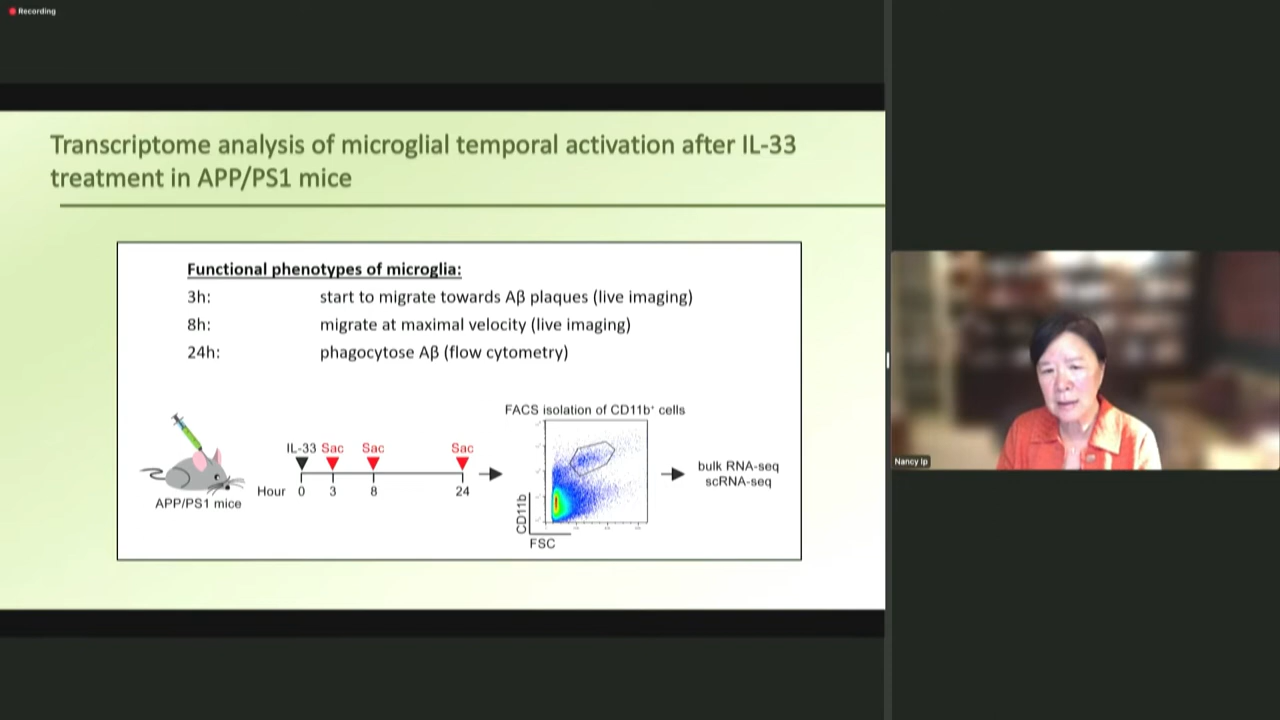 Recording
Transcriptome analysis of microglial temporal activation after IL-33
treatment in APP/PS1 mice
Functional phenotypes of microglia:
3h: start to migrate towards Aβ plaques (live imaging)
8h: migrate at maximal velocity (live imaging)
24h: phagocytose Aβ (flow cytometry)
FACS isolation of CD11b⁺ cells
IL-33 Sac Sac Sac
Hour 0 3 8 24
APP/PS1 mice
CD11b
FSC
bulk RNA-seq
scRNA-seq
Nancy Ip